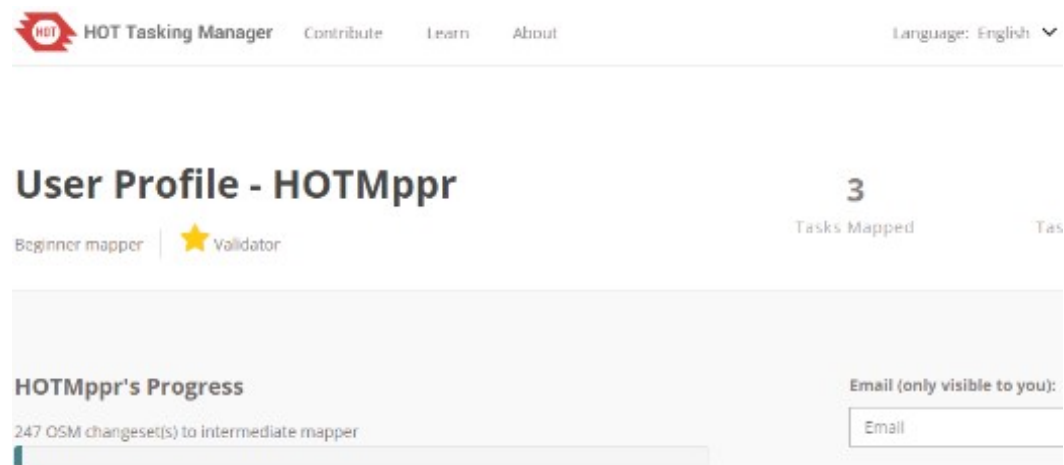 HOT HOT Tasking Manager Contribute Learn About Language: English
User Profile - HOTMppr
3
Tasks Mapped Tas
Beginner mapper Validator
HOTMppr's Progress
Email (only visible to you):
247 OSM changeset(s) to intermediate mapper
Email